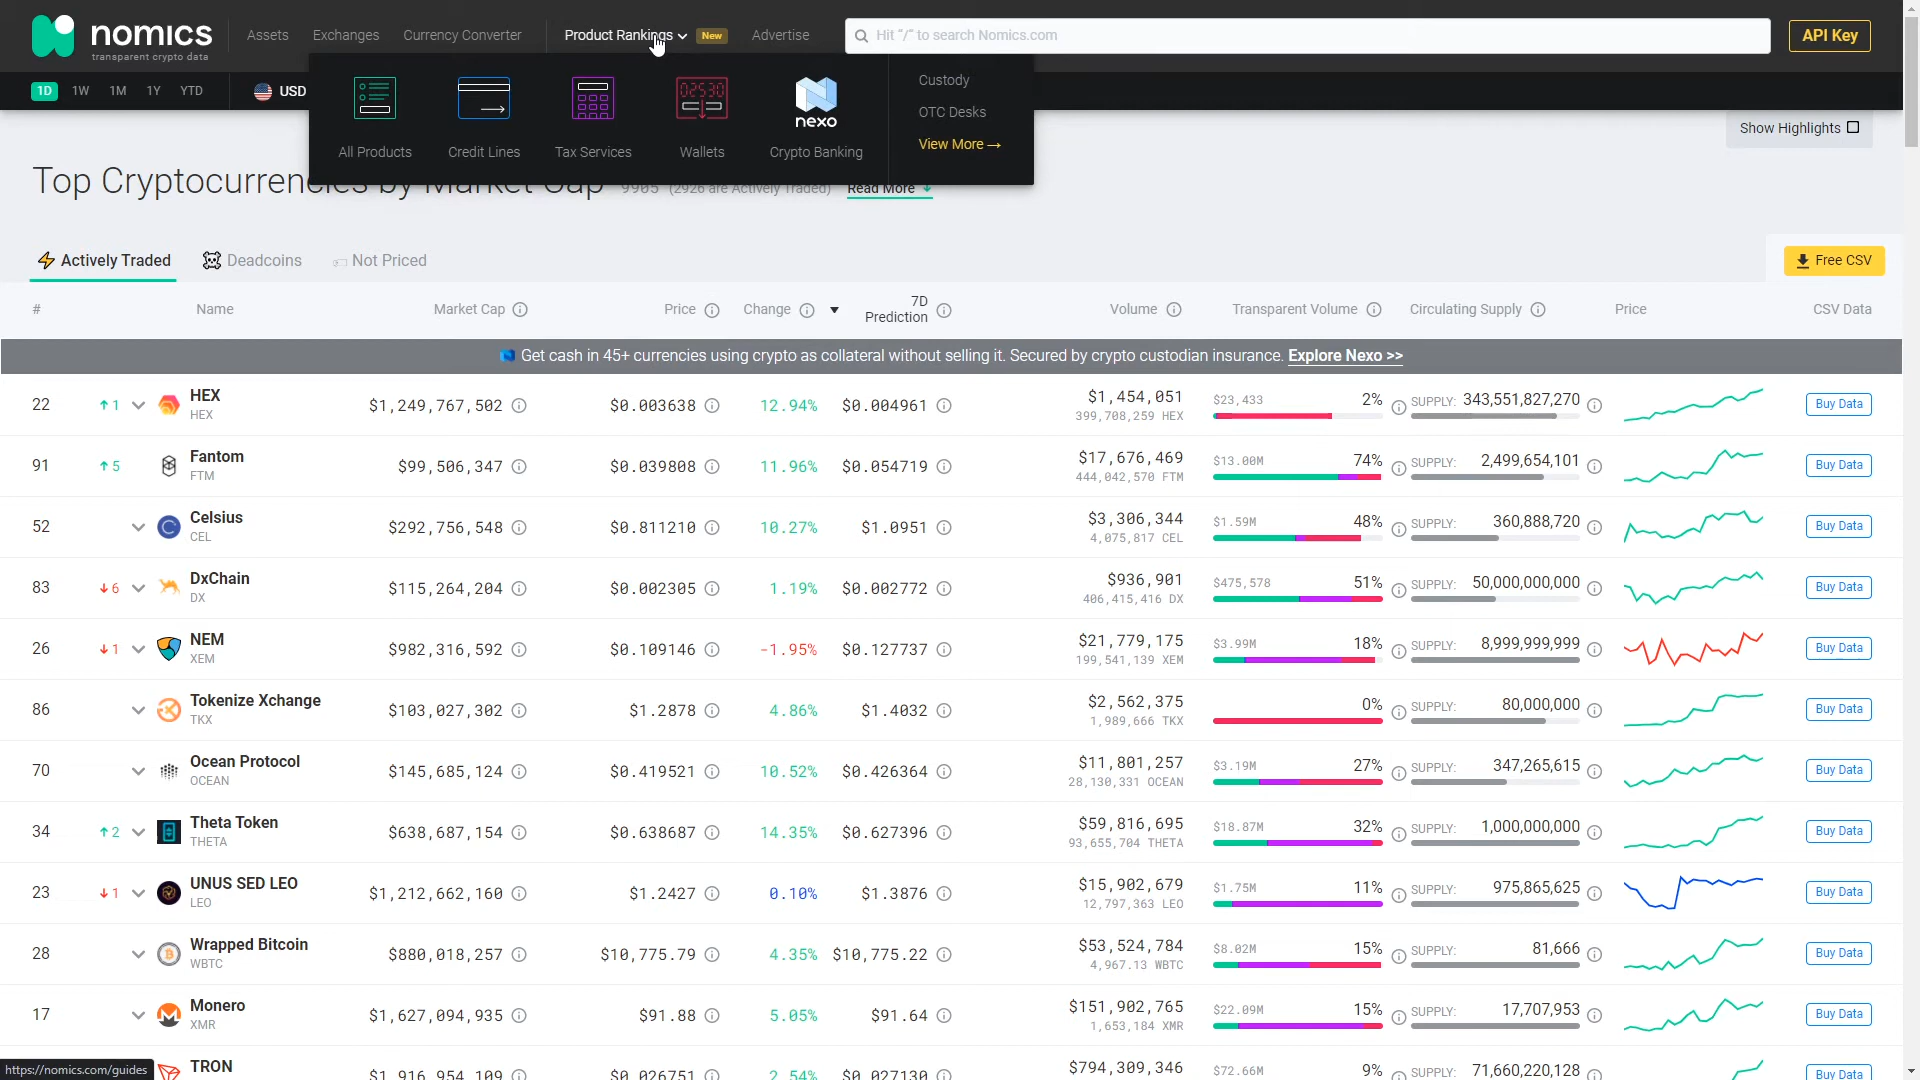 nomics
transparent crypto data
Assets Exchanges Currency Converter Product Rankings New Advertise Hit "/" to search Nomics.com API Key
1D 1W 1M 1Y YTD USD
All Products Credit Lines Tax Services Wallets nexo Crypto Banking
Custody
OTC Desks
View More →
Show Highlights
Top Cryptocurrencies by Market Cap 9905 (2926 are Actively Traded) Read More
Actively Traded Deadcoins Not Priced Free CSV
# Name Market Cap Price Change 7D Prediction Volume Transparent Volume Circulating Supply Price CSV Data
Get cash in 45+ currencies using crypto as collateral without selling it. Secured by crypto custodian insurance. Explore Nexo >>
22 1 HEX $1,249,767,502 $0.003638 12.94% $0.004961 $1,454,051 $23,433 2% SUPPLY: 343,551,827,270 Buy Data
HEX 399,708,259 HEX
91 5 Fantom $99,506,347 $0.039808 11.96% $0.054719 $17,676,469 $13.00M 74% SUPPLY: 2,499,654,101 Buy Data
FTM 444,042,570 FTM
52 Celsius $292,756,548 $0.811210 10.27% $1.0951 $3,306,344 $1.59M 48% SUPPLY: 360,888,720 Buy Data
CEL 4,075,817 CEL
83 6 DxChain $115,264,204 $0.002305 1.19% $0.002772 $936,901 $475,578 51% SUPPLY: 50,000,000,000 Buy Data
DX 406,415,416 DX
26 1 NEM $982,316,592 $0.109146 -1.95% $0.127737 $21,779,175 $3.99M 18% SUPPLY: 8,999,999,999 Buy Data
XEM 199,541,139 XEM
86 Tokenize Xchange $103,027,302 $1.2878 4.86% $1.4032 $2,562,375 0% SUPPLY: 80,000,000 Buy Data
TKX 1,989,666 TKX
70 Ocean Protocol $145,685,124 $0.419521 10.52% $0.426364 $11,801,257 $3.19M 27% SUPPLY: 347,265,615 Buy Data
OCEAN 28,130,331 OCEAN
34 2 Theta Token $638,687,154 $0.638687 14.35% $0.627396 $59,816,695 $18.87M 32% SUPPLY: 1,000,000,000 Buy Data
THETA 93,655,704 THETA
23 1 UNUS SED LEO $1,212,662,160 $1.2427 0.10% $1.3876 $15,902,679 $1.75M 11% SUPPLY: 975,865,625 Buy Data
LEO 12,797,363 LEO
28 Wrapped Bitcoin $880,018,257 $10,775.79 4.35% $10,775.22 $53,524,784 $8.02M 15% SUPPLY: 81,666 Buy Data
WBTC 4,967.13 WBTC
17 Monero $1,627,094,935 $91.88 5.05% $91.64 $151,902,765 $22.09M 15% SUPPLY: 17,707,953 Buy Data
XMR 1,653,184 XMR
TRON $1,916,954,109 $0.026751 2.54% $0.027130 $794,309,346 $72.66M 9% SUPPLY: 71,660,220,128 Buy Data
https://nomics.com/guides